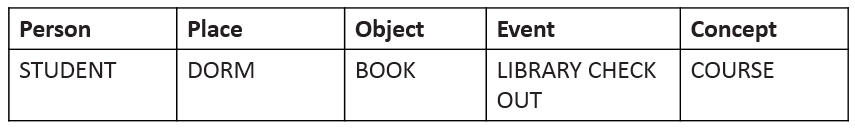 Person Place Object Event Concept
STUDENT DORM BOOK LIBRARY CHECK COURSE
OUT